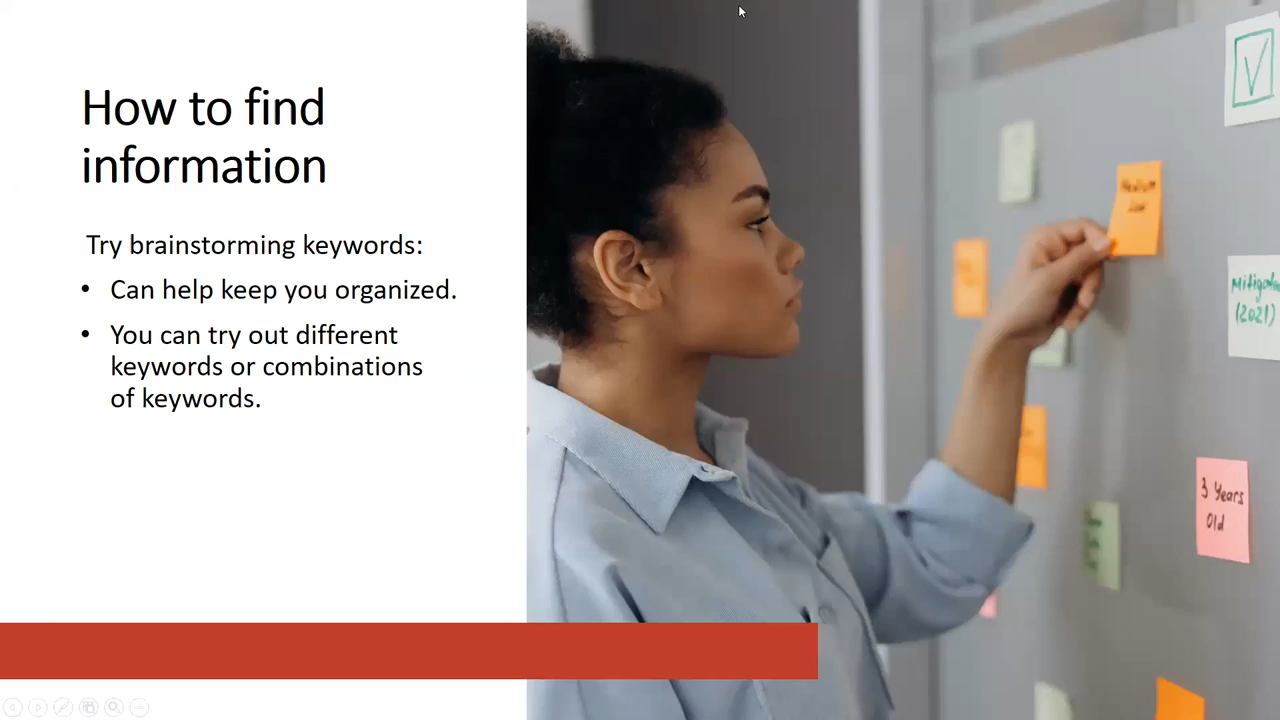 How to find
information
Try brainstorming keywords:
• Can help keep you organized.
• You can try out different
keywords or combinations
of keywords.
Medium
(2021)
3 Years
Old